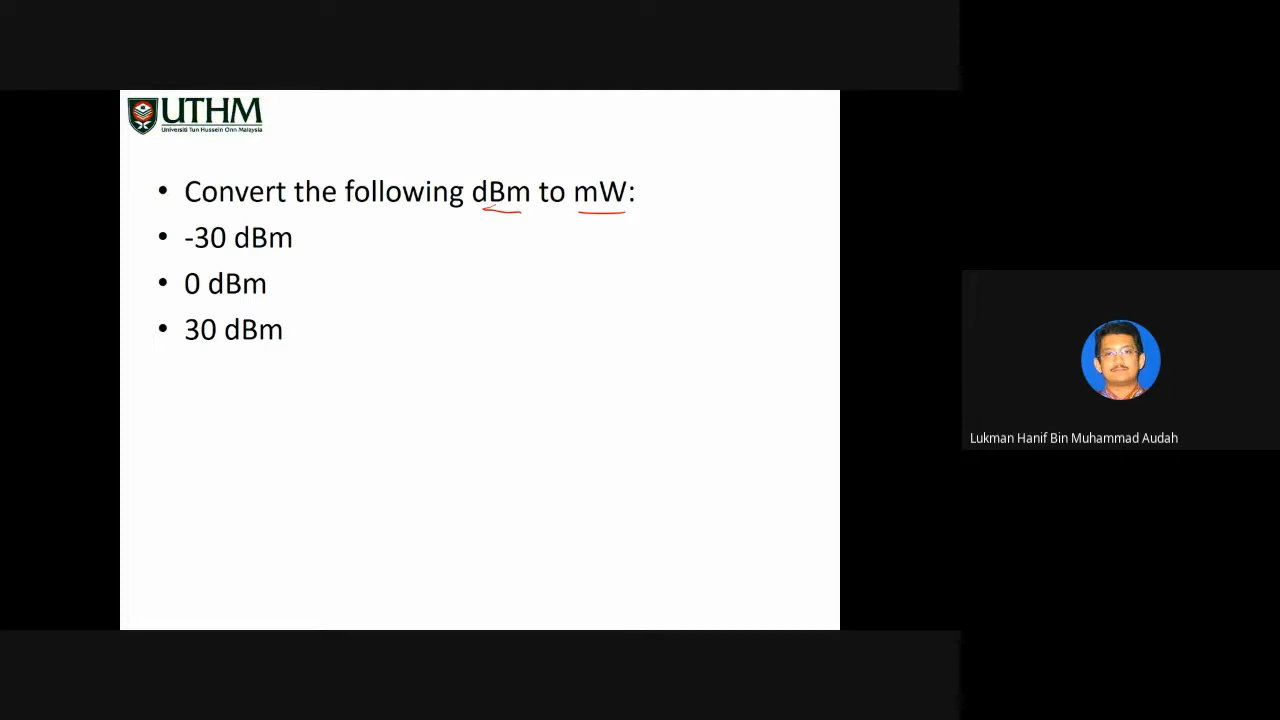 UTHM
Universiti Tun Hussein Onn Malaysia
• Convert the following dBm to mW:
• -30 dBm
• 0 dBm
• 30 dBm
Lukman Hanif Bin Muhammad Audah